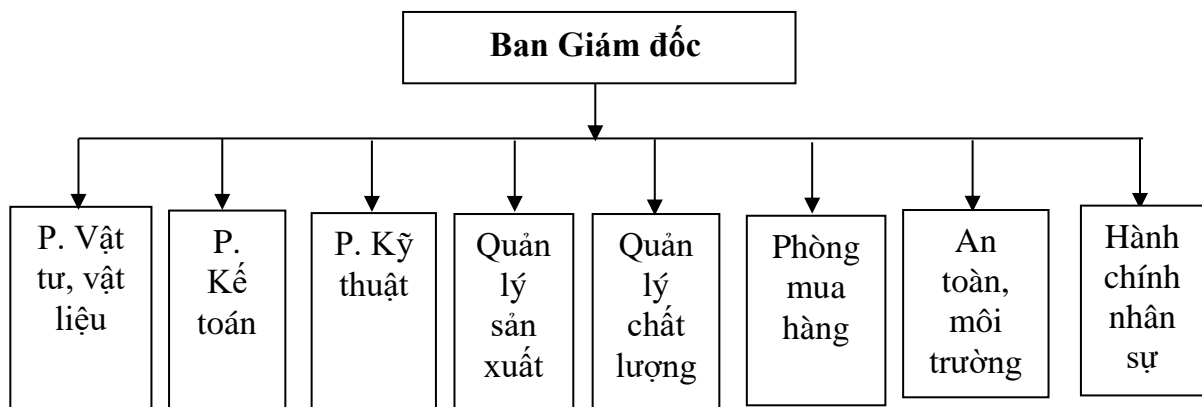 Ban Giám đốc
P. Vật
tư, vật
liệu
P.
Kế
toán
P. Kỹ
thuật
Quản
lý
sản
xuất
Quản
lý
chất
lượng
Phòng
mua
hàng
An
toàn,
môi
trường
Hành
chính
nhân
sự